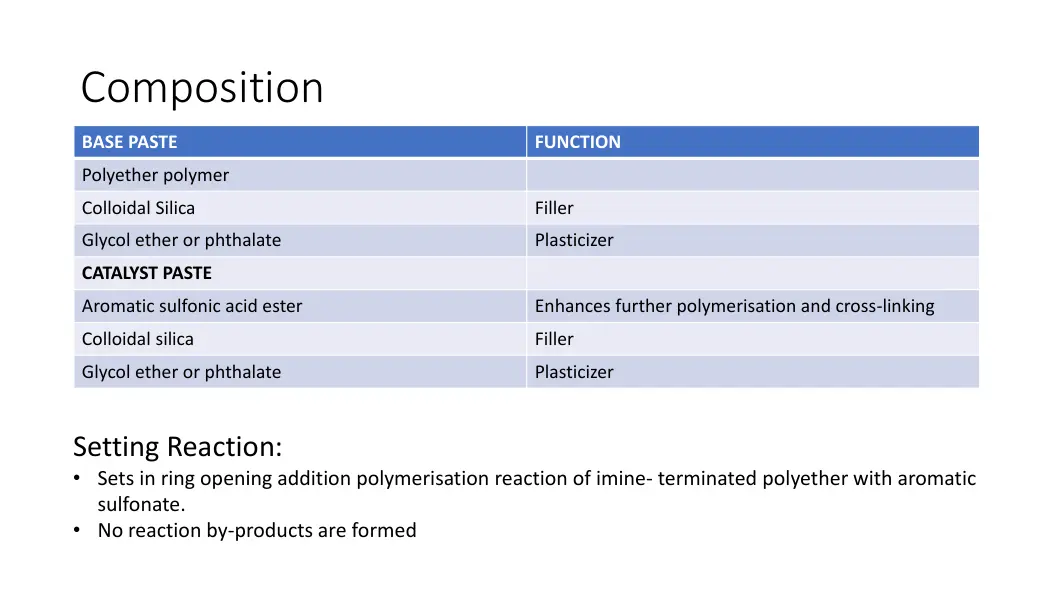 Composition
BASE PASTE FUNCTION
Polyether polymer
Colloidal Silica Filler
Glycol ether or phthalate Plasticizer
CATALYST PASTE
Aromatic sulfonic acid ester Enhances further polymerisation and cross-linking
Colloidal silica Filler
Glycol ether or phthalate Plasticizer
Setting Reaction:
• Sets in ring opening addition polymerisation reaction of imine- terminated polyether with aromatic
sulfonate.
• No reaction by-products are formed